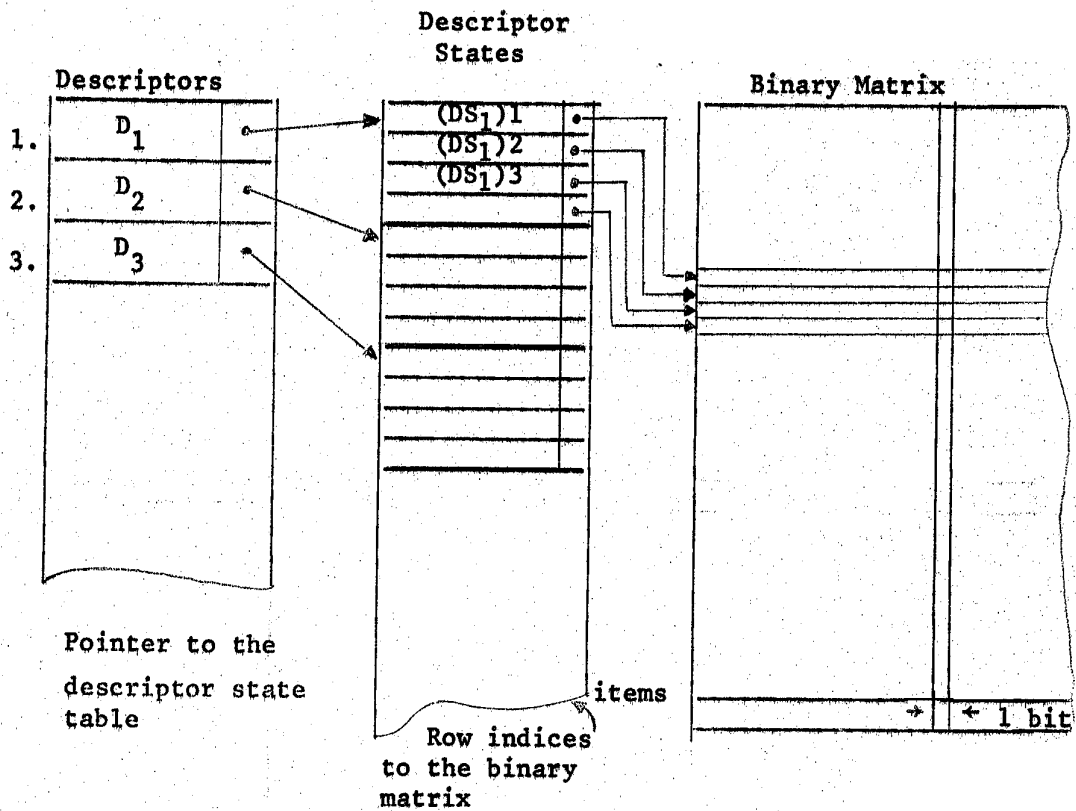 Descriptor
States
Descriptors
Binary Matrix
1. D1
2. D2
3. D3
(DS1)1
(DS1)2
(DS1)3
Pointer to the
descriptor state
table
items
Row indices
to the binary
matrix
1 bit